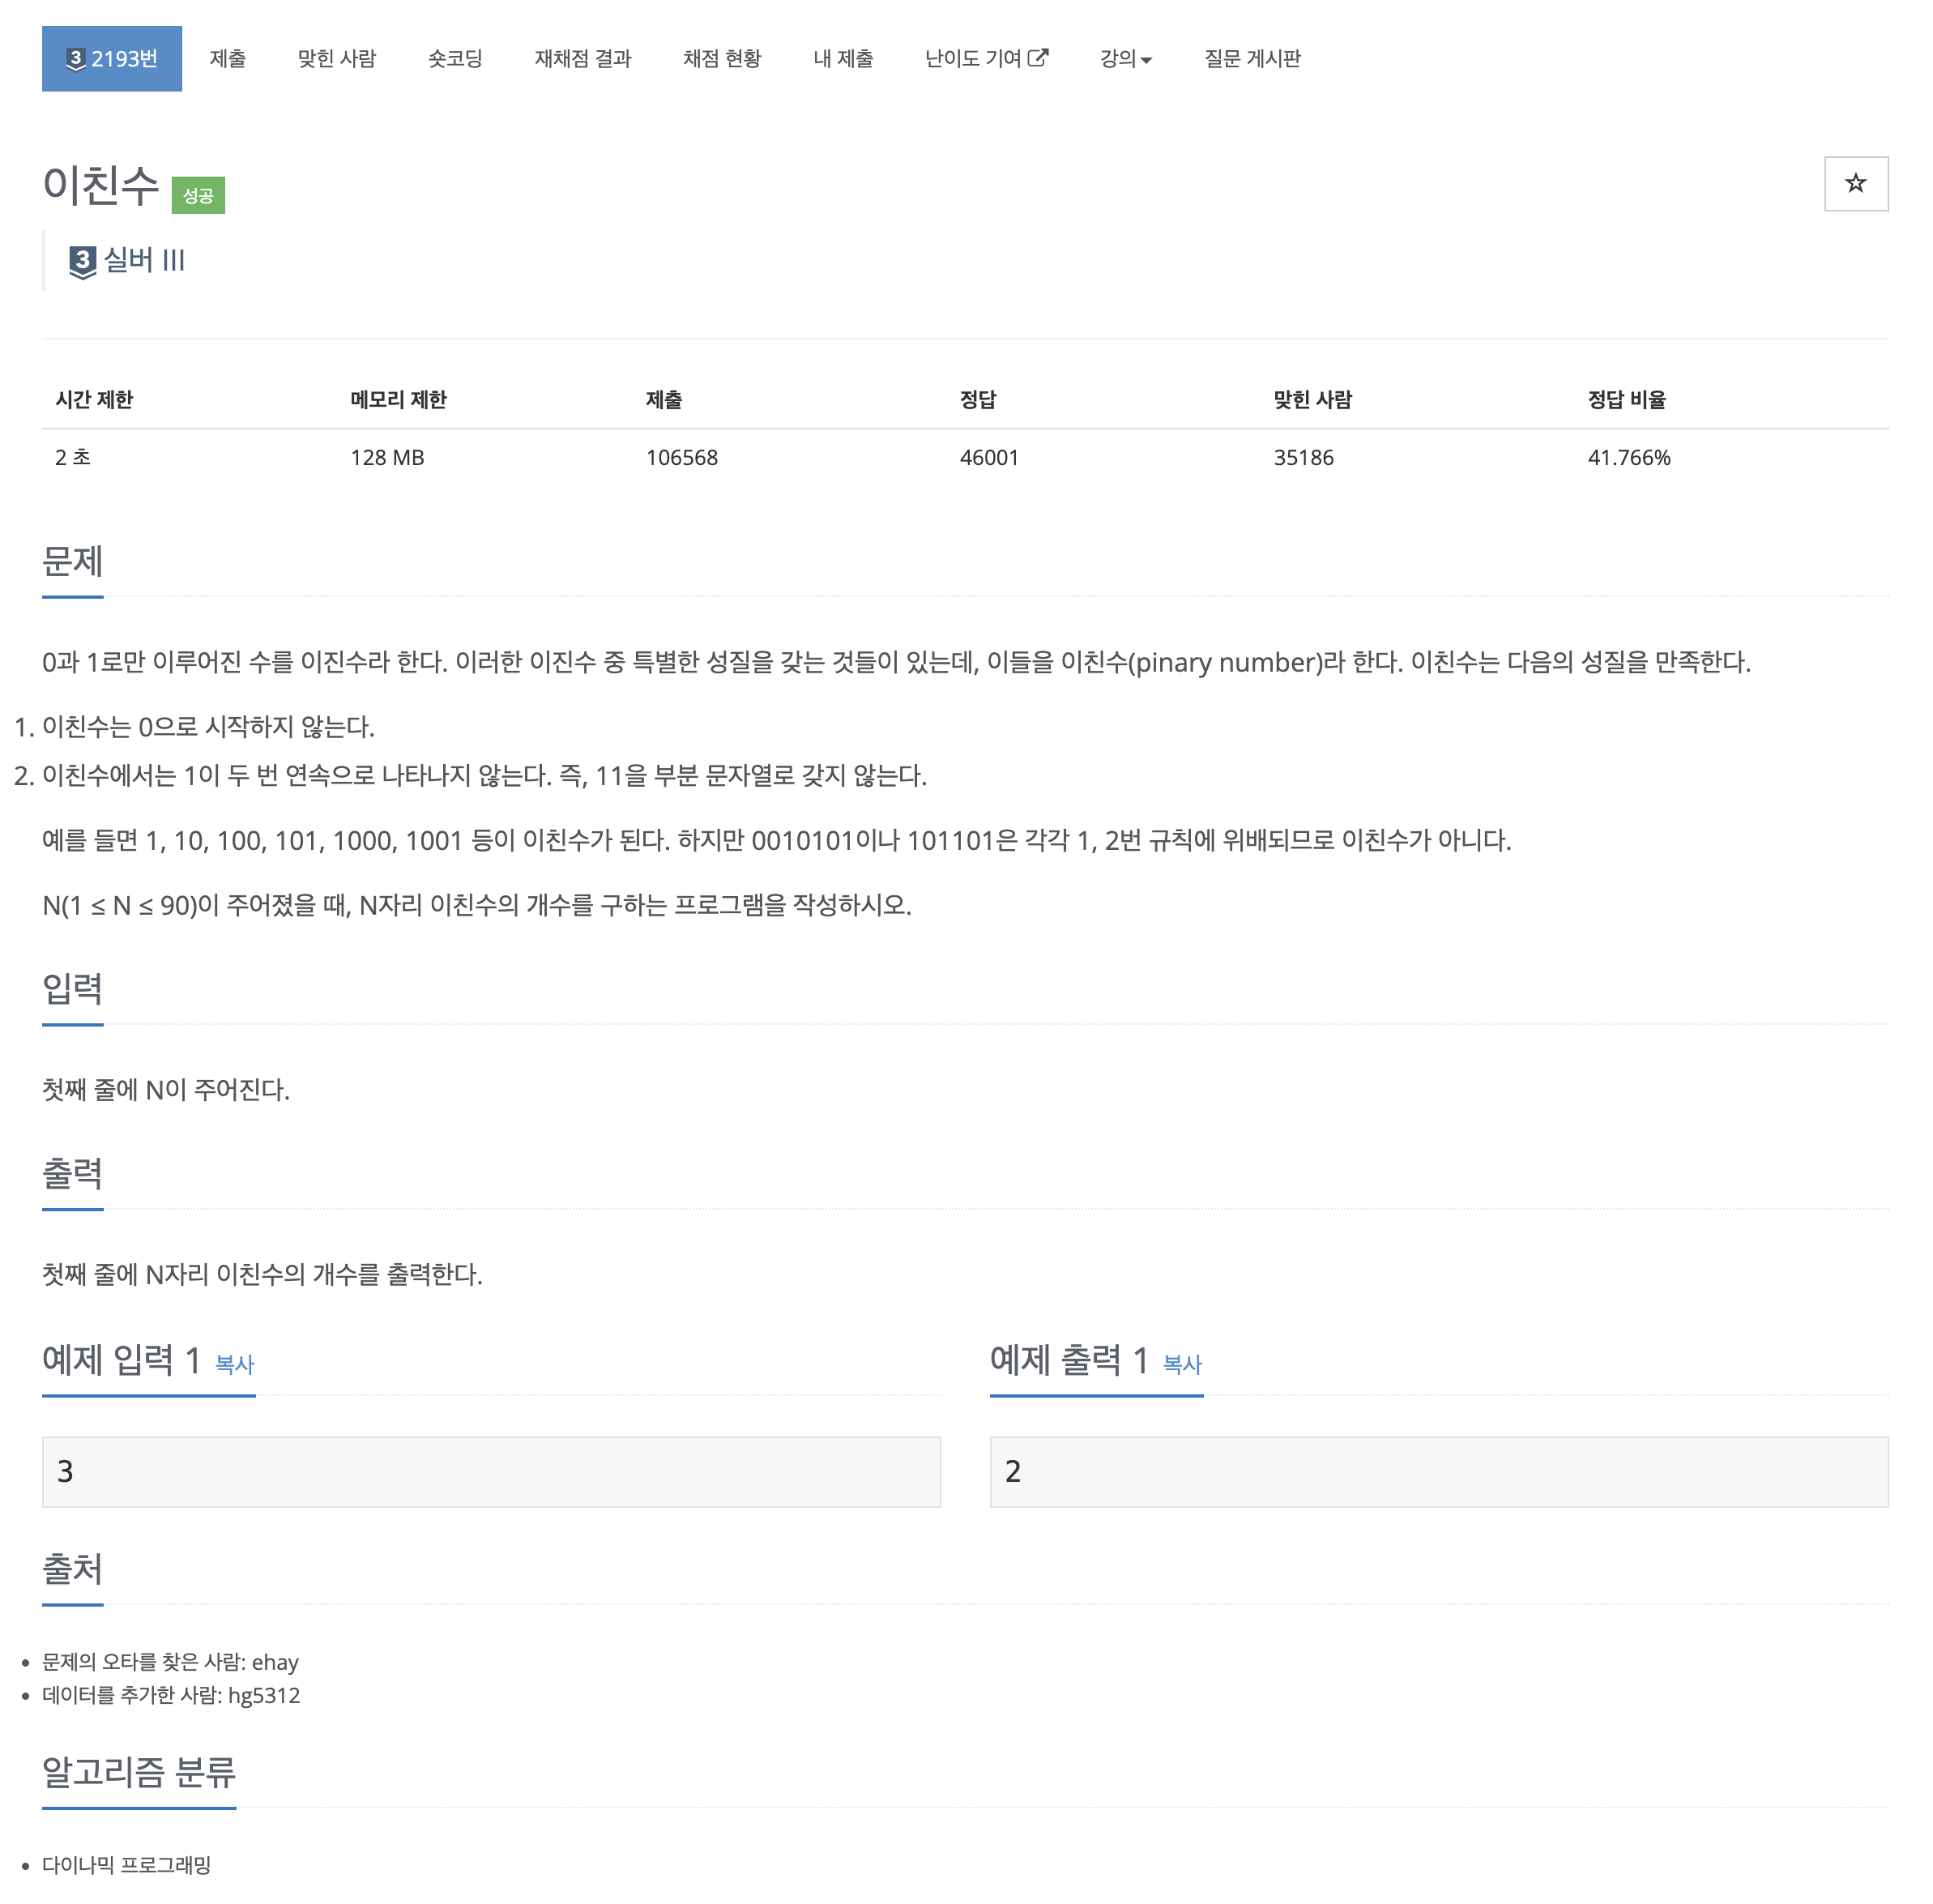 3 2193번 제출 맞힌 사람 숏코딩 재채점 결과 채점 현황 내 제출 난이도 기여 강의 질문 게시판
이친수 성공
3 실버 III
시간 제한 메모리 제한 제출 정답 맞힌 사람 정답 비율
2 초 128 MB 106568 46001 35186 41.766%
문제
0과 1로만 이루어진 수를 이진수라 한다. 이러한 이진수 중 특별한 성질을 갖는 것들이 있는데, 이들을 이친수(pinary number)라 한다. 이친수는 다음의 성질을 만족한다.
1. 이친수는 0으로 시작하지 않는다.
2. 이친수에서는 1이 두 번 연속으로 나타나지 않는다. 즉, 11을 부분 문자열로 갖지 않는다.
예를 들면 1, 10, 100, 101, 1000, 1001 등이 이친수가 된다. 하지만 0010101이나 101101은 각각 1, 2번 규칙에 위배되므로 이친수가 아니다.
N(1 ≤ N ≤ 90)이 주어졌을 때, N자리 이친수의 개수를 구하는 프로그램을 작성하시오.
입력
첫째 줄에 N이 주어진다.
출력
첫째 줄에 N자리 이친수의 개수를 출력한다.
예제 입력 1 복사
3
예제 출력 1 복사
2
출처
문제의 오타를 찾은 사람: ehay
데이터를 추가한 사람: hg5312
알고리즘 분류
다이나믹 프로그래밍